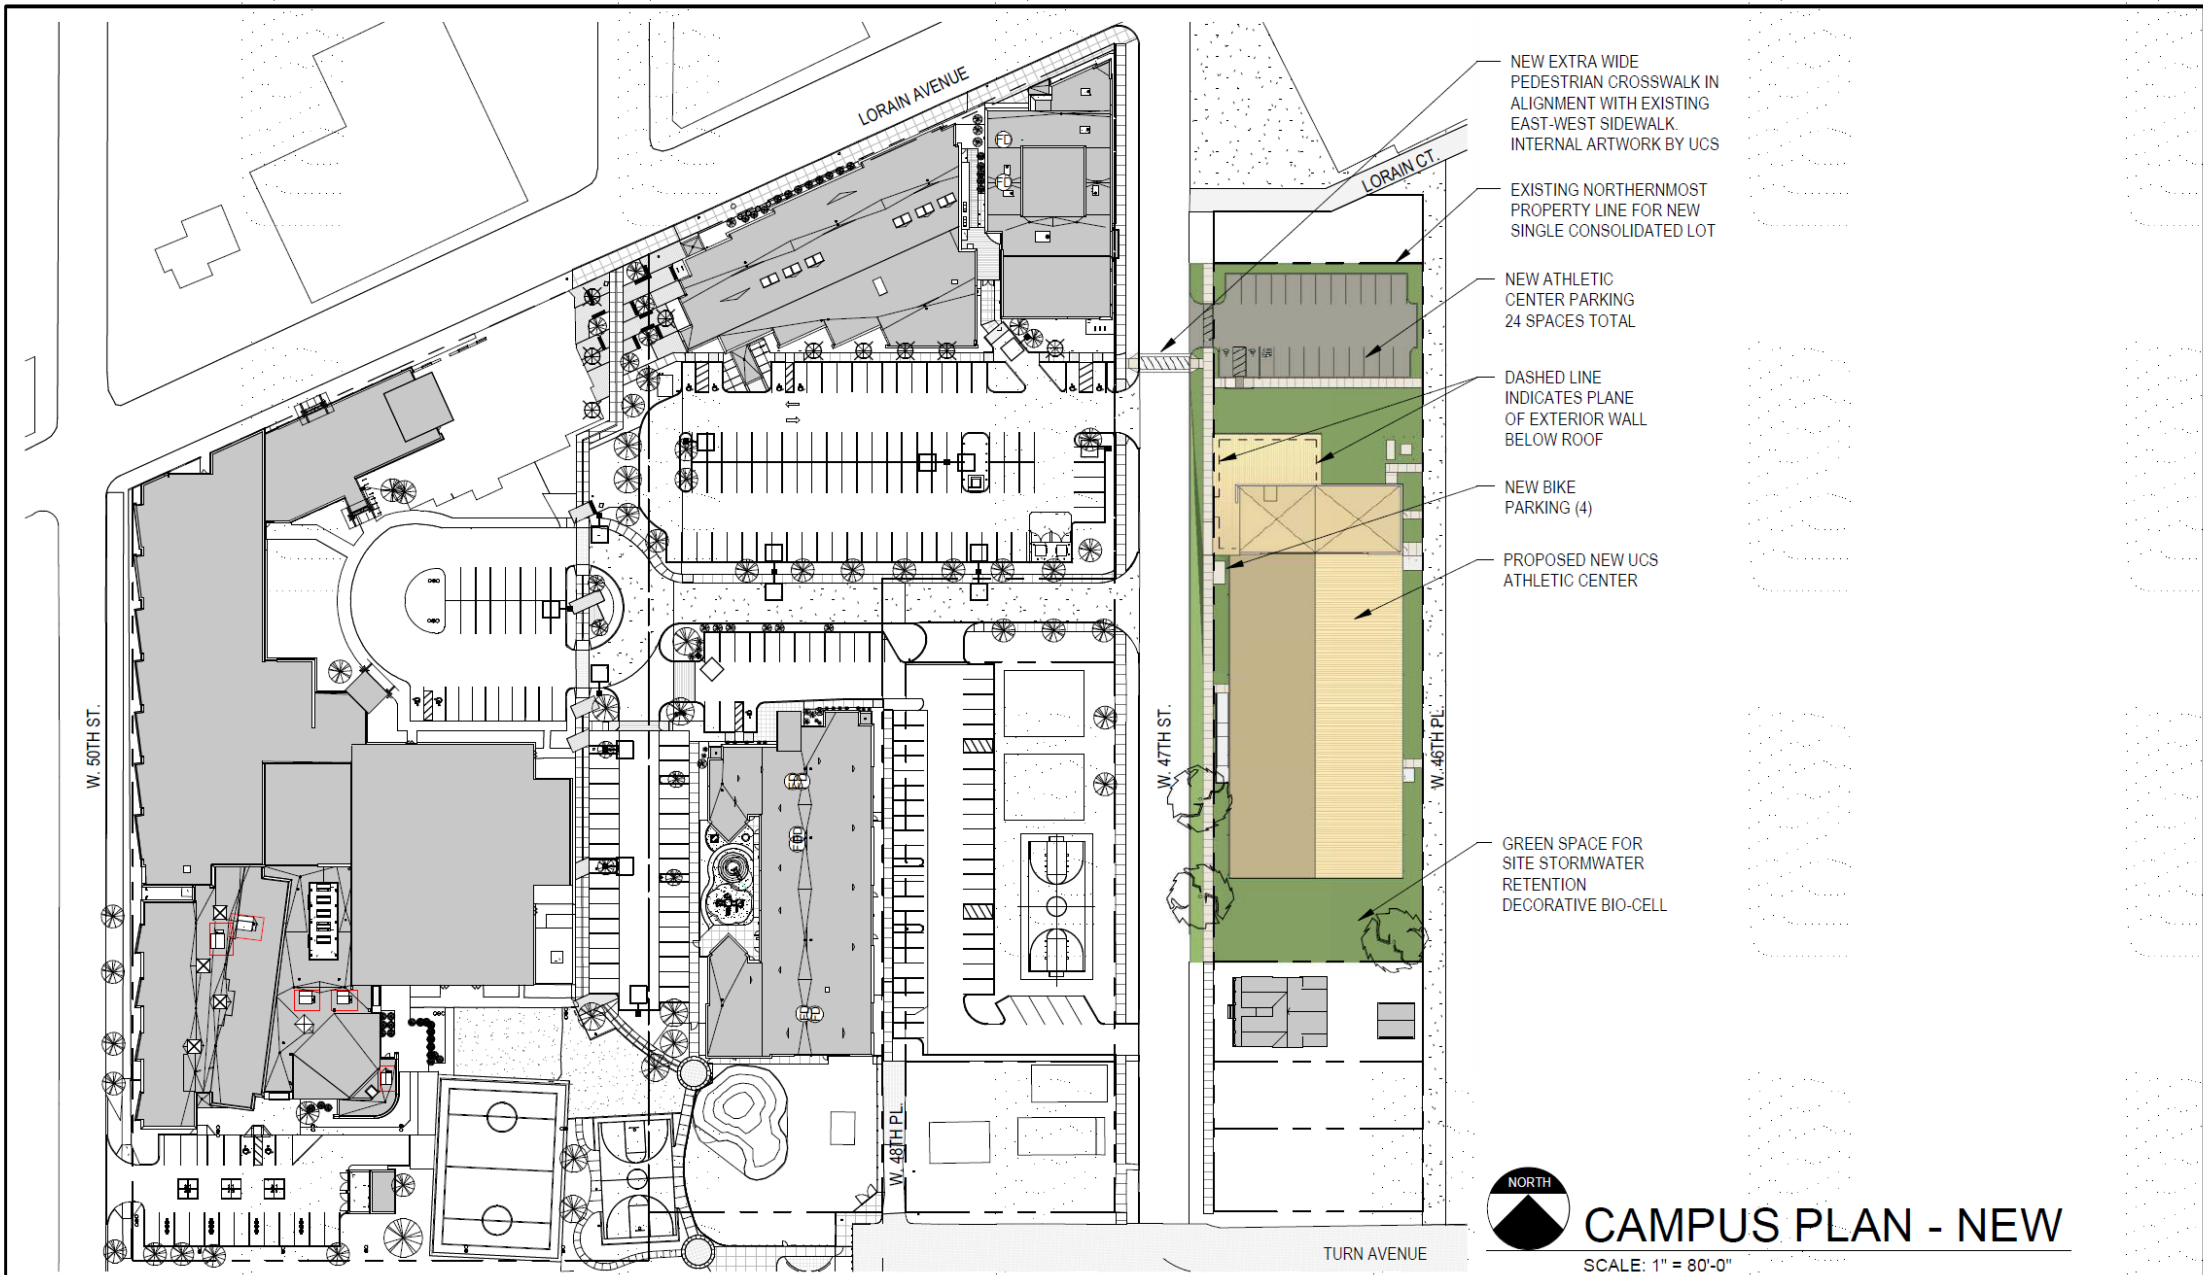 LORAIN AVENUE
LORAIN CT.
NEW EXTRA WIDE
PEDESTRIAN CROSSWALK IN
ALIGNMENT WITH EXISTING
EAST-WEST SIDEWALK.
INTERNAL ARTWORK BY UCS
EXISTING NORTHERNMOST
PROPERTY LINE FOR NEW
SINGLE CONSOLIDATED LOT
NEW ATHLETIC
CENTER PARKING
24 SPACES TOTAL
DASHED LINE
INDICATES PLANE
OF EXTERIOR WALL
BELOW ROOF
NEW BIKE
PARKING (4)
PROPOSED NEW UCS
ATHLETIC CENTER
GREEN SPACE FOR
SITE STORMWATER
RETENTION
DECORATIVE BIO-CELL
W. 50TH ST.
W. 47TH ST.
W. 46TH PL.
W. 48TH PL.
TURN AVENUE
NORTH
CAMPUS PLAN - NEW
SCALE: 1" = 80'-0"